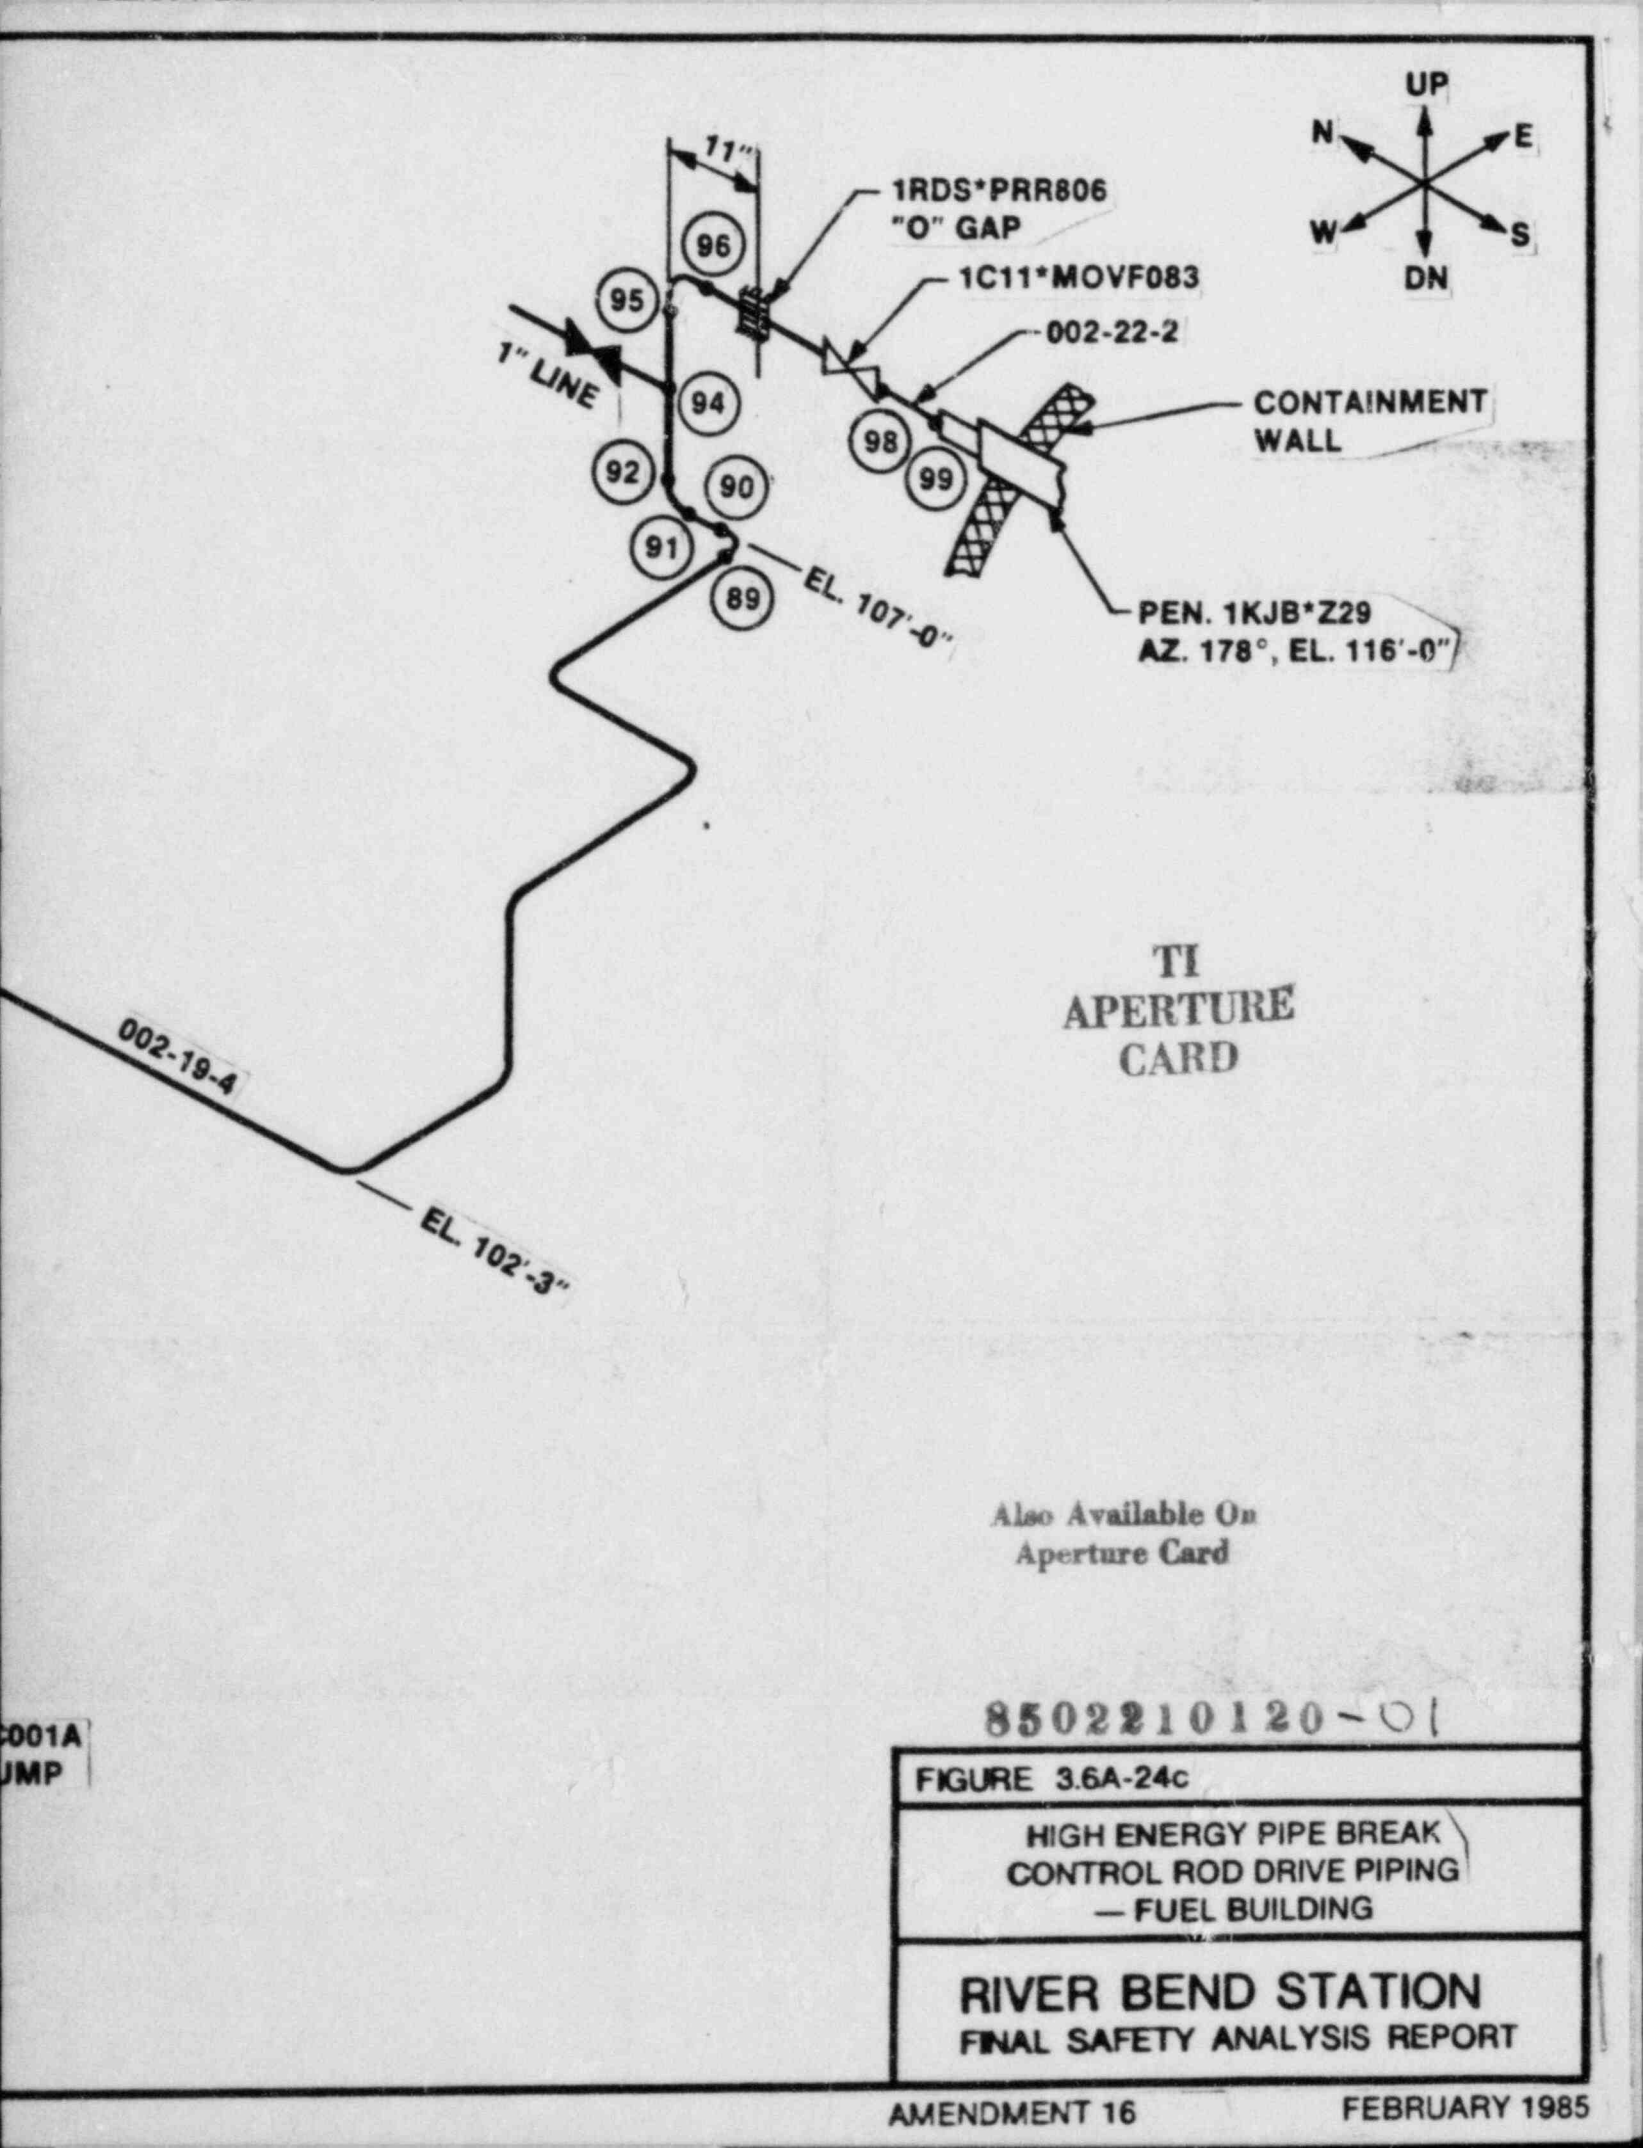 UP
N
E
W
S
DN
11"
1RDS*PRR806
"O" GAP
96
1C11*MOVF083
95
002-22-2
1" LINE
94
CONTAINMENT
WALL
98
99
92
90
91
89
EL. 107'-0"
PEN. 1KJB*Z29
AZ. 178°, EL. 116'-0"
TI
APERTURE
CARD
002-19-4
EL. 102'-3"
Also Available On
Aperture Card
8502210120-01
C001A
UMP
FIGURE 3.6A-24c
HIGH ENERGY PIPE BREAK
CONTROL ROD DRIVE PIPING
— FUEL BUILDING
RIVER BEND STATION
FINAL SAFETY ANALYSIS REPORT
AMENDMENT 16
FEBRUARY 1985